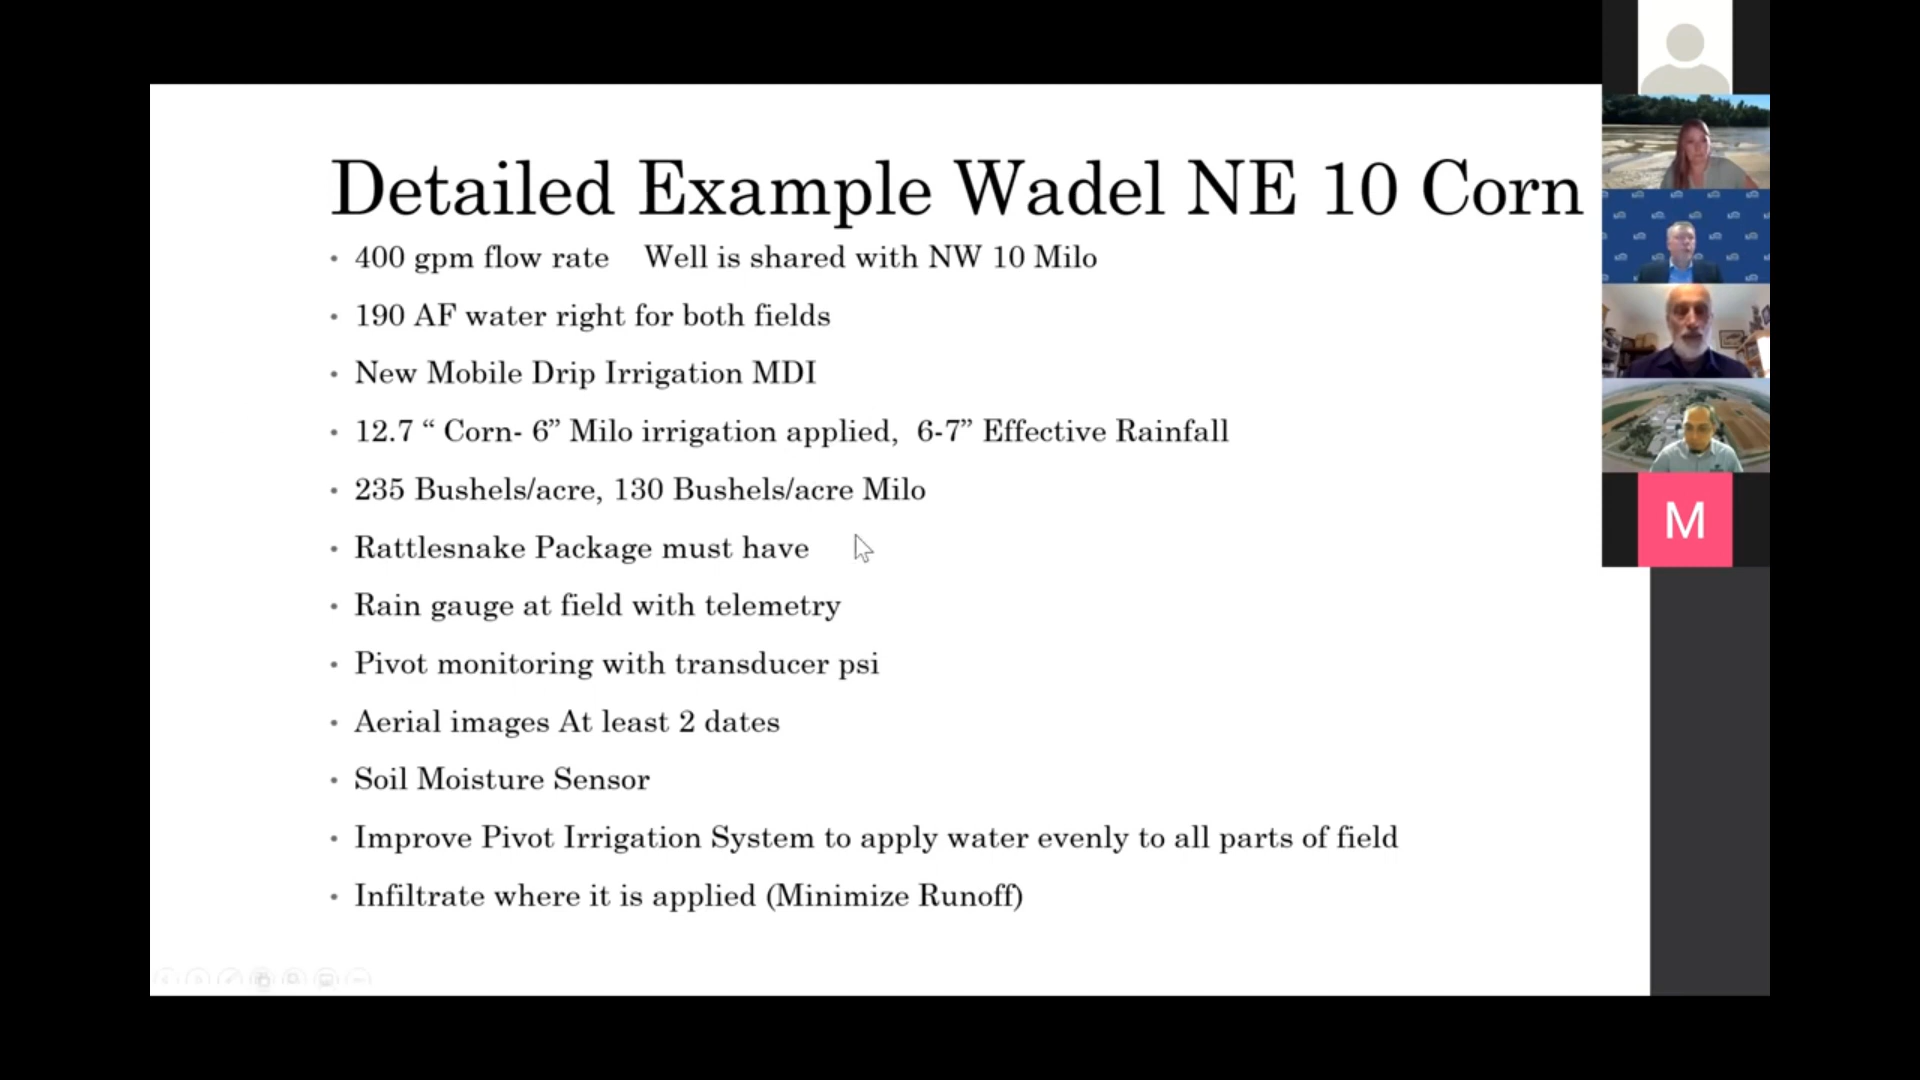 Detailed Example Wadel NE 10 Corn
• 400 gpm flow rate Well is shared with NW 10 Milo
• 190 AF water right for both fields
• New Mobile Drip Irrigation MDI
• 12.7 “ Corn- 6” Milo irrigation applied, 6-7” Effective Rainfall
• 235 Bushels/acre, 130 Bushels/acre Milo
• Rattlesnake Package must have
• Rain gauge at field with telemetry
• Pivot monitoring with transducer psi
• Aerial images At least 2 dates
• Soil Moisture Sensor
• Improve Pivot Irrigation System to apply water evenly to all parts of field
• Infiltrate where it is applied (Minimize Runoff)
M